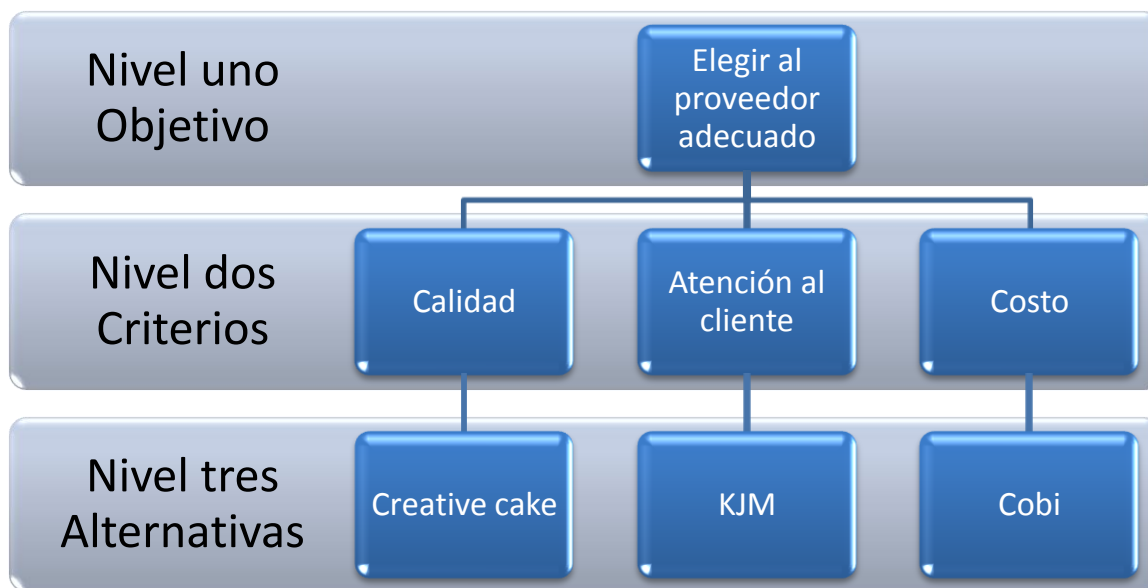 Nivel uno
Objetivo
Elegir al
proveedor
adecuado
Nivel dos
Criterios
Calidad
Atención al
cliente
Costo
Nivel tres
Alternativas
Creative cake
KJM
Cobi